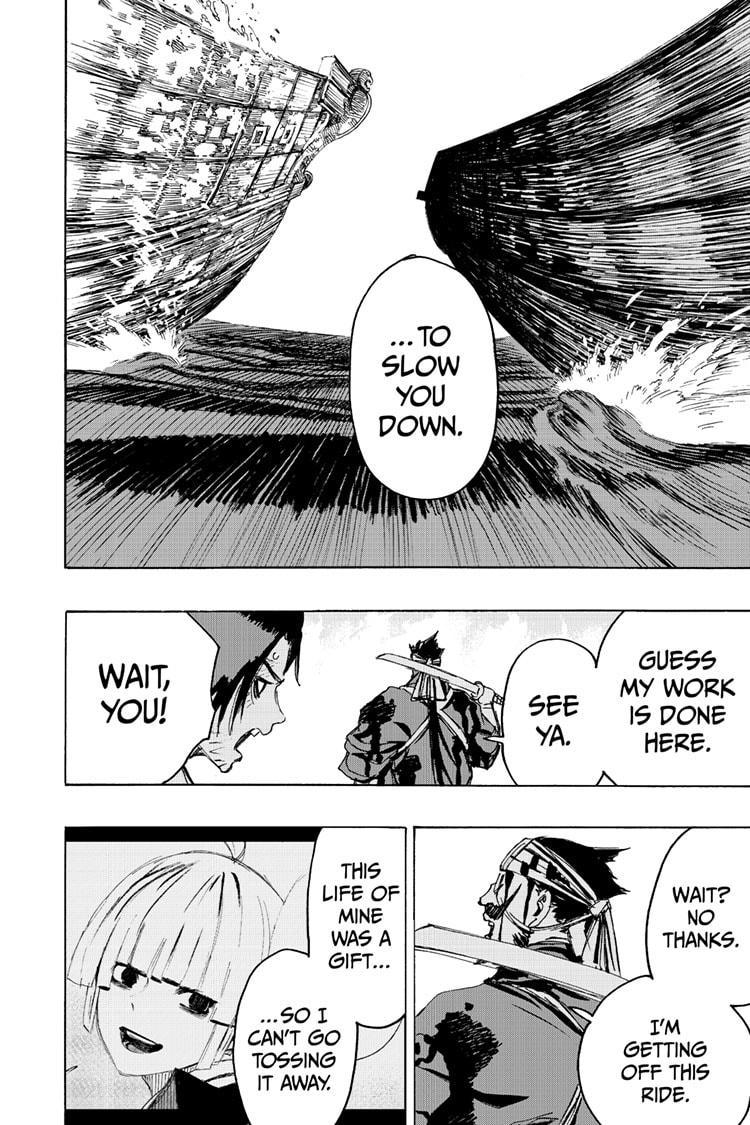 ...TO
SLOW
YOU
DOWN.
GUESS
MY WORK
IS DONE
HERE.
SEE
YA.
WAIT,
YOU!
WAIT?
NO
THANKS.
I'M
GETTING
OFF THIS
RIDE.
THIS
LIFE OF
MINE
WAS A
GIFT...
...SO I
CAN'T GO
TOSSING
IT AWAY.